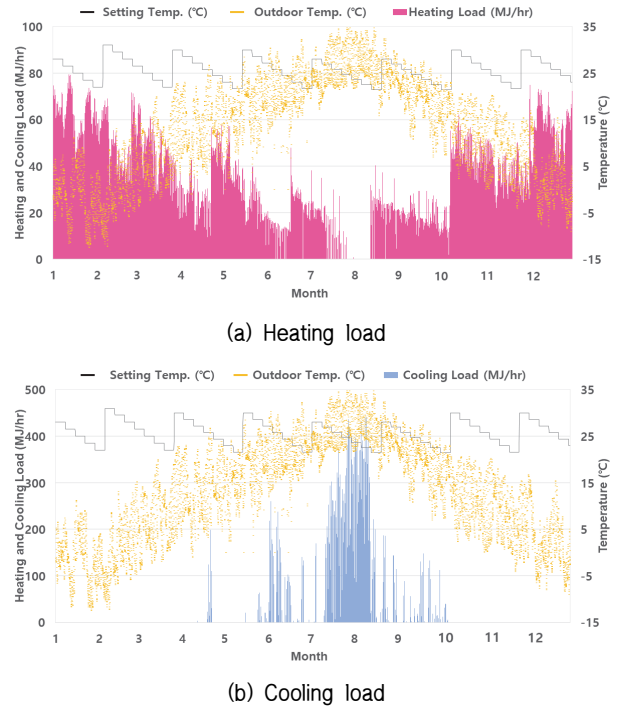 Setting Temp. (℃) Outdoor Temp. (℃) Heating Load (MJ/hr)
Heating and Cooling Load (MJ/hr)
100
80
60
40
20
0
35
25
15
5
-5
-15
Temperature (℃)
1 2 3 4 5 6 7 8 9 10 11 12
Month
(a) Heating load
Setting Temp. (℃) Outdoor Temp. (℃) Cooling Load (MJ/hr)
Heating and Cooling Load (MJ/hr)
500
400
300
200
100
0
35
25
15
5
-5
-15
Temperature (℃)
1 2 3 4 5 6 7 8 9 10 11 12
Month
(b) Cooling load